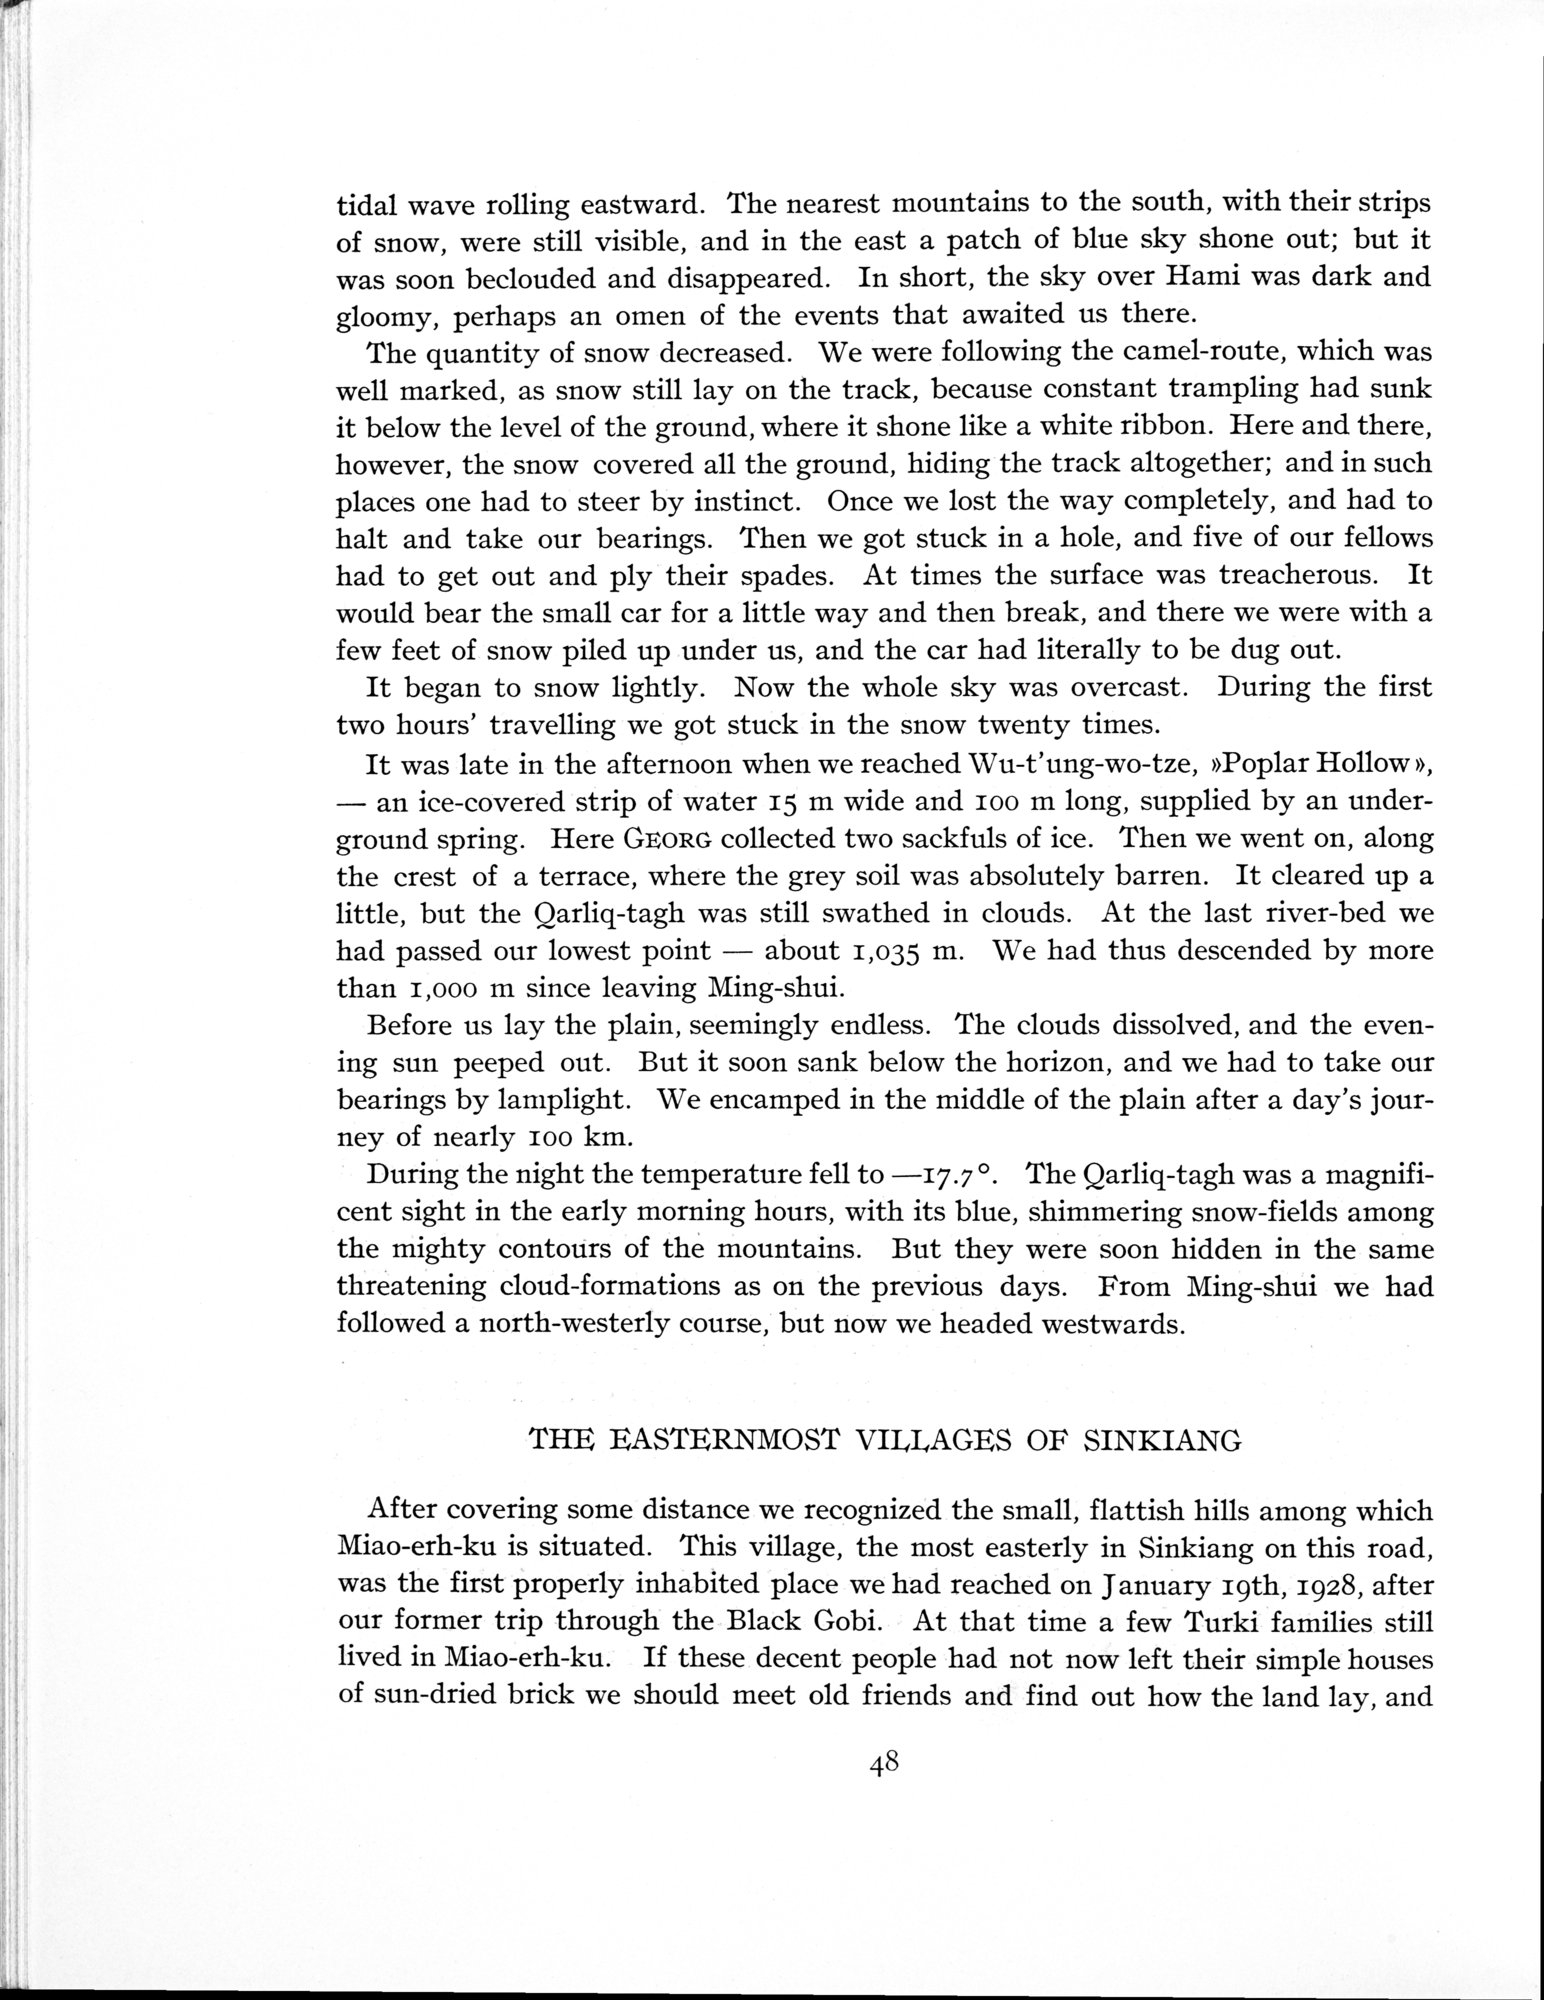 tidal wave rolling eastward. The nearest mountains to the south, with their strips
of snow, were still visible, and in the east a patch of blue sky shone out; but it
was soon beclouded and disappeared. In short, the sky over Hami was dark and
gloomy, perhaps an omen of the events that awaited us there.
The quantity of snow decreased. We were following the camel-route, which was
well marked, as snow still lay on the track, because constant trampling had sunk
it below the level of the ground, where it shone like a white ribbon. Here and there,
however, the snow covered all the ground, hiding the track altogether; and in such
places one had to steer by instinct. Once we lost the way completely, and had to
halt and take our bearings. Then we got stuck in a hole, and five of our fellows
had to get out and ply their spades. At times the surface was treacherous. It
would bear the small car for a little way and then break, and there we were with a
few feet of snow piled up under us, and the car had literally to be dug out.
It began to snow lightly. Now the whole sky was overcast. During the first
two hours' travelling we got stuck in the snow twenty times.
It was late in the afternoon when we reached Wu-t'ung-wo-tze, »Poplar Hollow»,
— an ice-covered strip of water 15 m wide and 100 m long, supplied by an under-
ground spring. Here GEORG collected two sackfuls of ice. Then we went on, along
the crest of a terrace, where the grey soil was absolutely barren. It cleared up a
little, but the Qarliq-tagh was still swathed in clouds. At the last river-bed we
had passed our lowest point — about 1,035 m. We had thus descended by more
than 1,000 m since leaving Ming-shui.
Before us lay the plain, seemingly endless. The clouds dissolved, and the even-
ing sun peeped out. But it soon sank below the horizon, and we had to take our
bearings by lamplight. We encamped in the middle of the plain after a day's jour-
ney of nearly 100 km.
During the night the temperature fell to —17.7°. The Qarliq-tagh was a magnifi-
cent sight in the early morning hours, with its blue, shimmering snow-fields among
the mighty contours of the mountains. But they were soon hidden in the same
threatening cloud-formations as on the previous days. From Ming-shui we had
followed a north-westerly course, but now we headed westwards.
THE EASTERNMOST VILLAGES OF SINKIANG
After covering some distance we recognized the small, flattish hills among which
Miao-erh-ku is situated. This village, the most easterly in Sinkiang on this road,
was the first properly inhabited place we had reached on January 19th, 1928, after
our former trip through the Black Gobi. At that time a few Turki families still
lived in Miao-erh-ku. If these decent people had not now left their simple houses
of sun-dried brick we should meet old friends and find out how the land lay, and
48